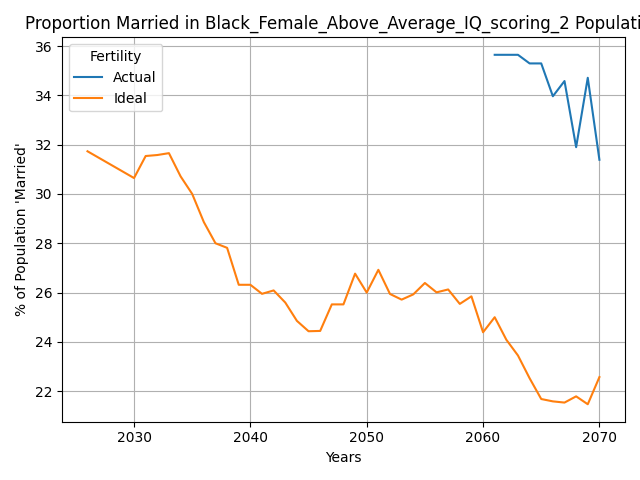 Proportion Married in Black_Female_Above_Average_IQ_scoring_2 Populati
Fertility
Actual
Ideal
36
34
32
30
28
26
24
22
% of Population 'Married'
2030 2040 2050 2060 2070
Years